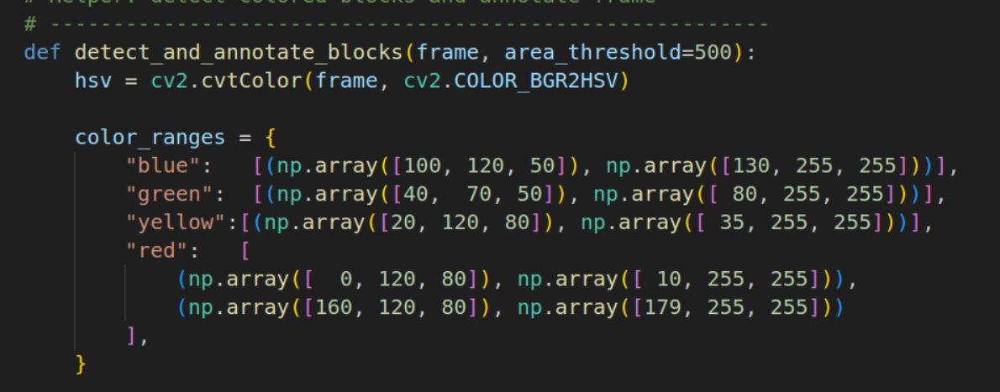 # Helper: detect colored blocks and annotate frame
# ---------------------------------------------------------
def detect_and_annotate_blocks(frame, area_threshold=500):
    hsv = cv2.cvtColor(frame, cv2.COLOR_BGR2HSV)

    color_ranges = {
        "blue":   [(np.array([100, 120, 50]), np.array([130, 255, 255]))],
        "green":  [(np.array([40,  70, 50]), np.array([ 80, 255, 255]))],
        "yellow":[(np.array([20, 120, 80]), np.array([ 35, 255, 255]))],
        "red":   [
            (np.array([  0, 120, 80]), np.array([ 10, 255, 255])),
            (np.array([160, 120, 80]), np.array([179, 255, 255]))
        ],
    }